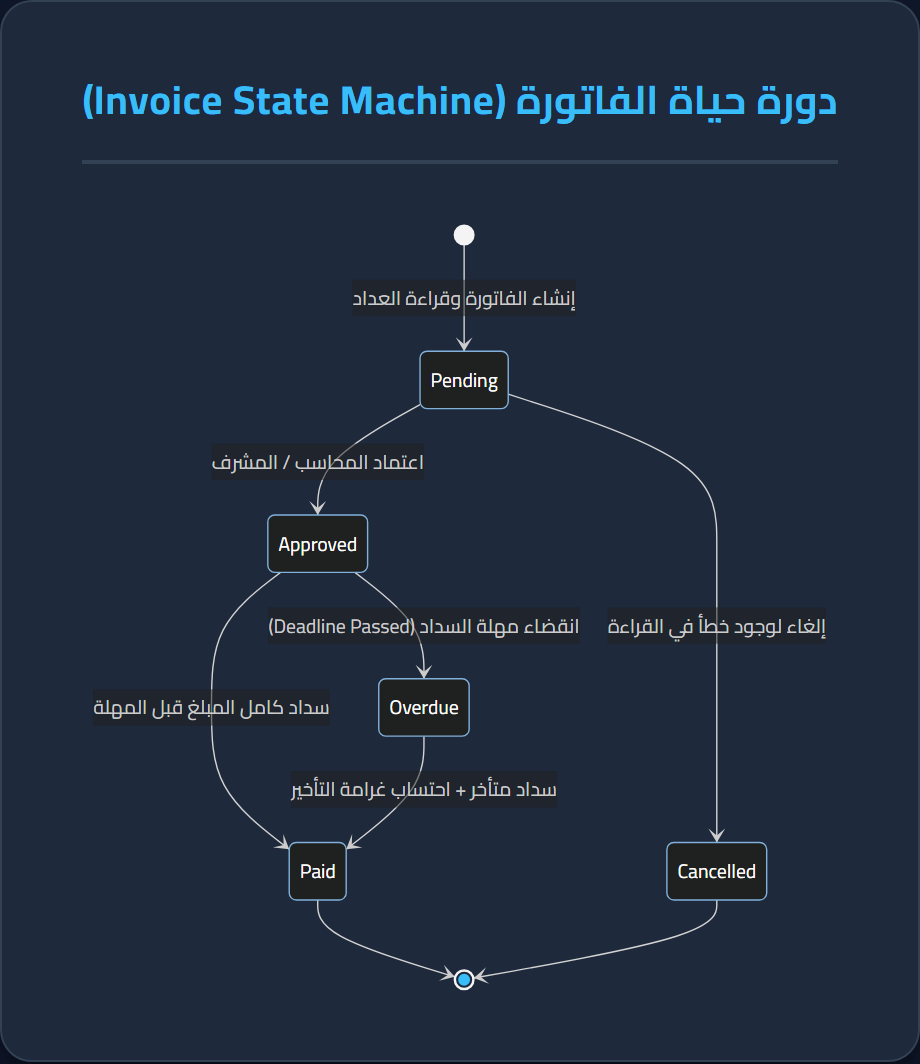 دورة حياة الفاتورة (Invoice State Machine)
إنشاء الفاتورة وقراءة العداد
Pending
اعتماد المحاسب / المشرف
Approved
انقضاء مهلة السداد (Deadline Passed)
إلغاء لوجود خطأ في القراءة
سداد كامل المبلغ قبل المهلة
Overdue
سداد متأخر + احتساب غرامة التأخير
Paid
Cancelled